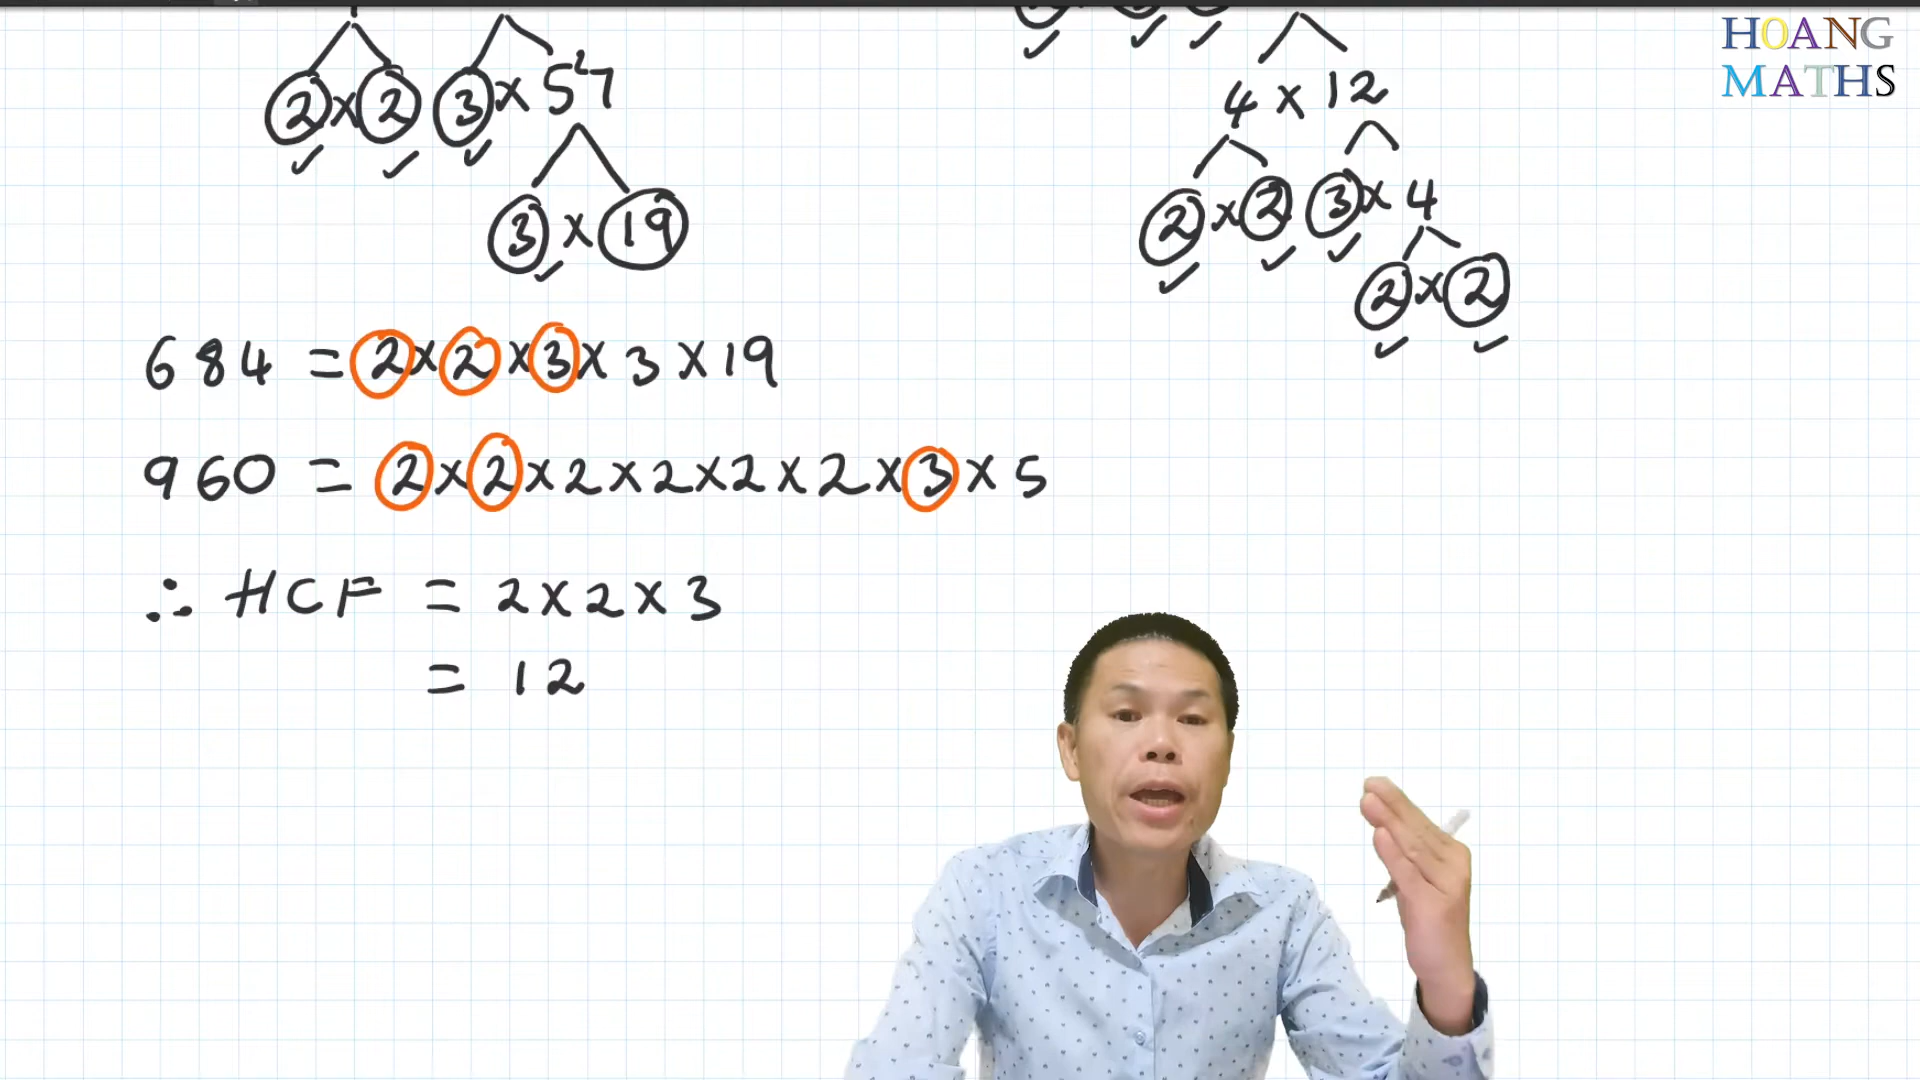 HOANG
MATHS
2 × 2 3 × 57
4 × 12
3 × 19
2 × 2 3 × 4
2 × 2
684 = 2 × 2 × 3 × 3 × 19
960 = 2 × 2 × 2 × 2 × 2 × 2 × 3 × 5
∴ HCF = 2 × 2 × 3
= 12